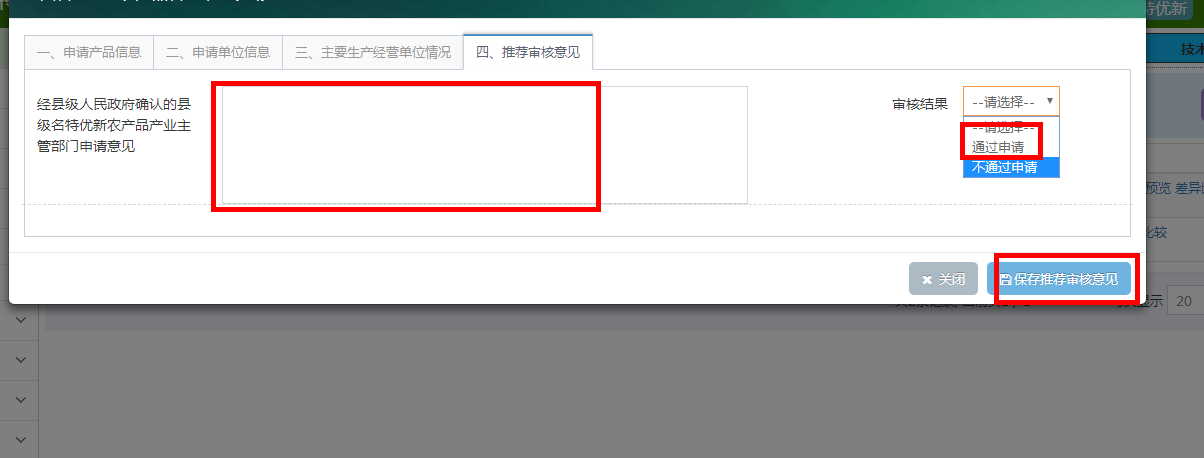 特优新
技术
一、申请产品信息
二、申请单位信息
三、主要生产经营单位情况
四、推荐审核意见
经县级人民政府确认的县
级名特优新农产品产业主
管部门申请意见
审核结果
--请选择--
--请选择--
通过申请
不通过申请
预览 差异
比较
关闭
保存推荐审核意见
显示
20